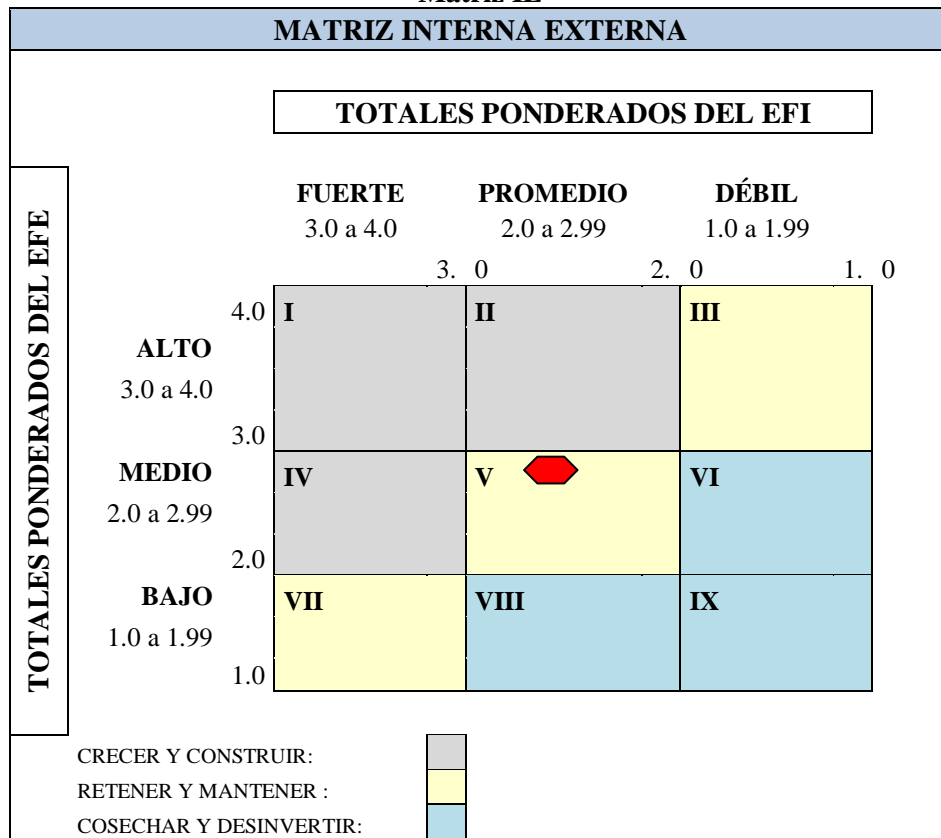 Matriz IE
MATRIZ INTERNA EXTERNA
TOTALES PONDERADOS DEL EFI
FUERTE PROMEDIO DÉBIL
3.0 a 4.0 2.0 a 2.99 1.0 a 1.99
3. 0 2. 0 1. 0
TOTALES PONDERADOS DEL EFE
4.0 I II III
ALTO
3.0 a 4.0
3.0
MEDIO IV V VI
2.0 a 2.99
2.0
BAJO VII VIII IX
1.0 a 1.99
1.0
CRECER Y CONSTRUIR:
RETENER Y MANTENER :
COSECHAR Y DESINVERTIR: